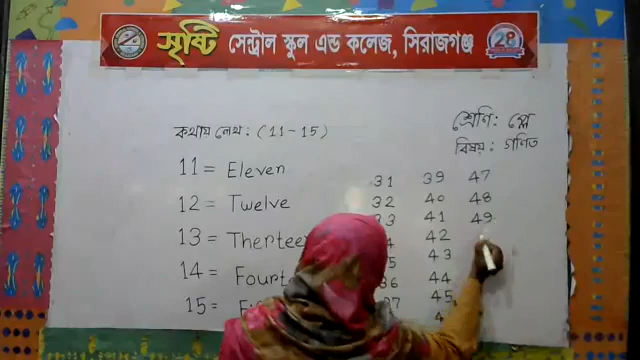 সৃষ্টি সেন্ট্রাল স্কুল এন্ড কলেজ, সিরাজগঞ্জ
শ্রেণি: প্লে
বিষয়: গণিত
কথায় লেখ: (11-15)
11 = Eleven
12 = Twelve
13 =
14 =
15 =
31
32
33
39
40
41
42
43
44
45
47
48
49